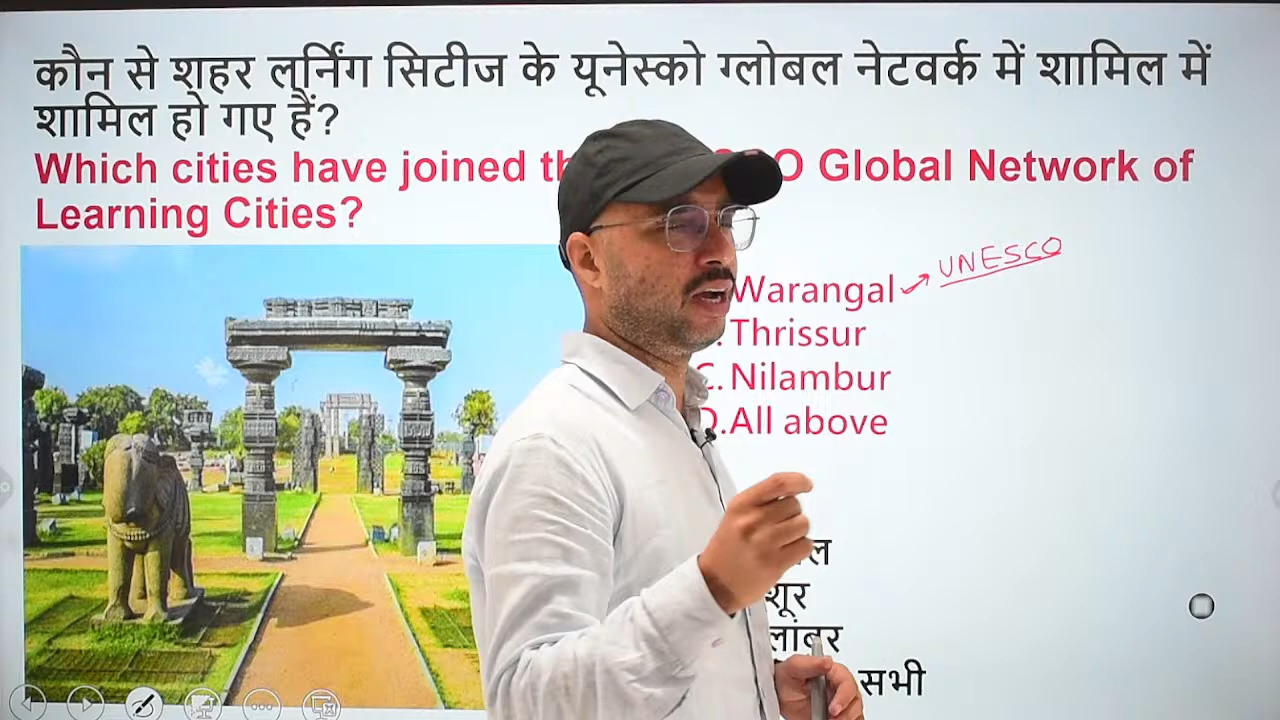 कौन से शहर लर्निंग सिटीज के यूनेस्को ग्लोबल नेटवर्क में शामिल में
शामिल हो गए हैं?
Which cities have joined O Global Network of
Learning Cities?
Warangal
UNESCO
Thrissur
C. Nilambur
D. All above
सभी